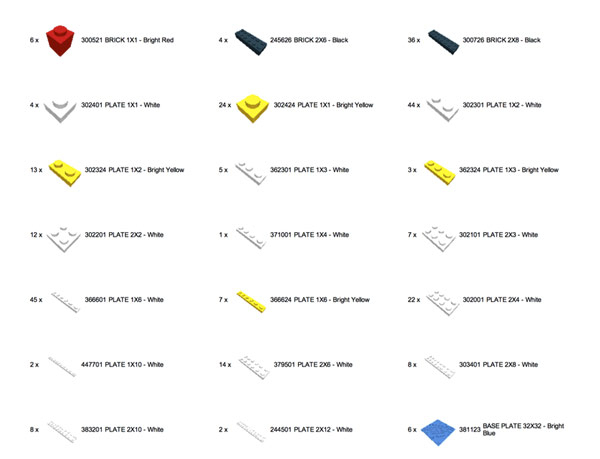 6 x 300521 BRICK 1X1 - Bright Red
4 x 245626 BRICK 2X6 - Black
36 x 300726 BRICK 2X8 - Black
4 x 302401 PLATE 1X1 - White
24 x 302424 PLATE 1X1 - Bright Yellow
44 x 302301 PLATE 1X2 - White
13 x 302324 PLATE 1X2 - Bright Yellow
5 x 362301 PLATE 1X3 - White
3 x 362324 PLATE 1X3 - Bright Yellow
12 x 302201 PLATE 2X2 - White
1 x 371001 PLATE 1X4 - White
7 x 302101 PLATE 2X3 - White
45 x 366601 PLATE 1X6 - White
7 x 366624 PLATE 1X6 - Bright Yellow
22 x 302001 PLATE 2X4 - White
2 x 447701 PLATE 1X10 - White
14 x 379501 PLATE 2X6 - White
8 x 303401 PLATE 2X8 - White
8 x 383201 PLATE 2X10 - White
2 x 244501 PLATE 2X12 - White
6 x 381123 BASE PLATE 32X32 - Bright
Blue